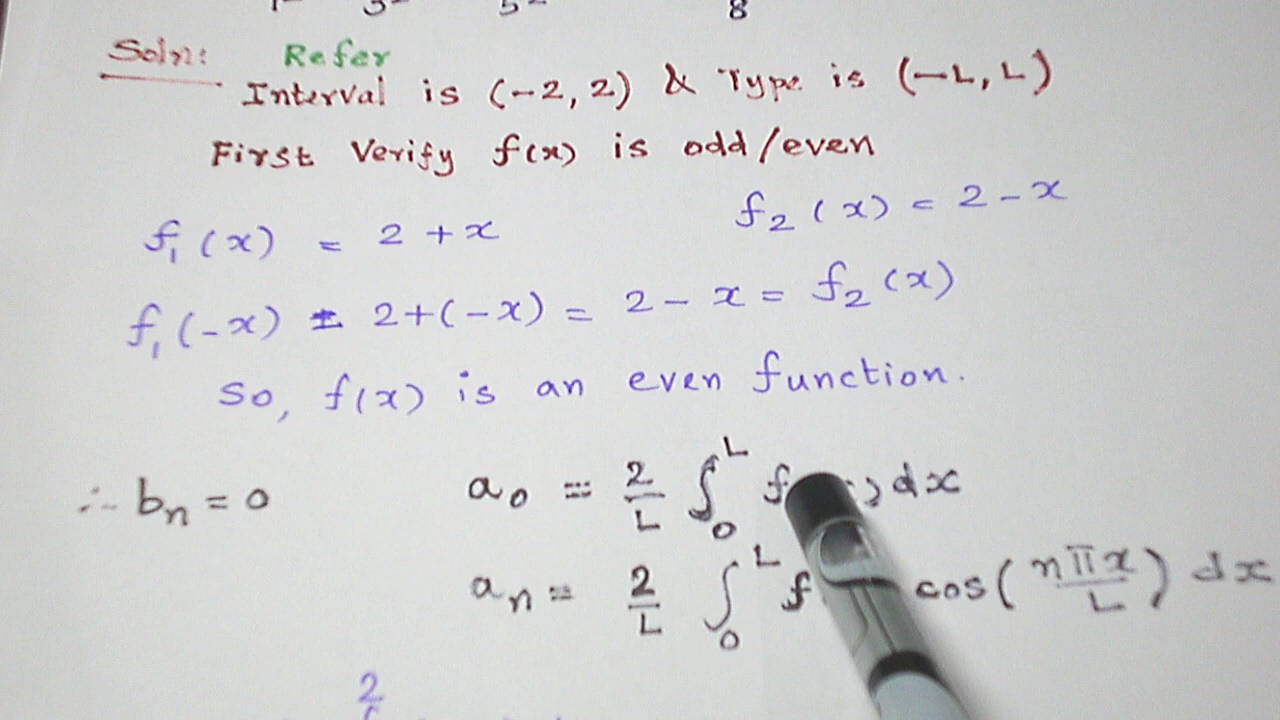 8
Soln: Refer
Interval is (-2, 2) & Type is (-L, L)
First Verify f(x) is odd/even
f₁(x) = 2 + x f₂(x) = 2 - x
f₁(-x) = 2+(-x) = 2 - x = f₂(x)
So, f(x) is an even function.
∴ bₙ = 0 a₀ = 2/L ∫₀ᴸ f dx
aₙ = 2/L ∫₀ᴸ f cos(nπx/L) dx
2